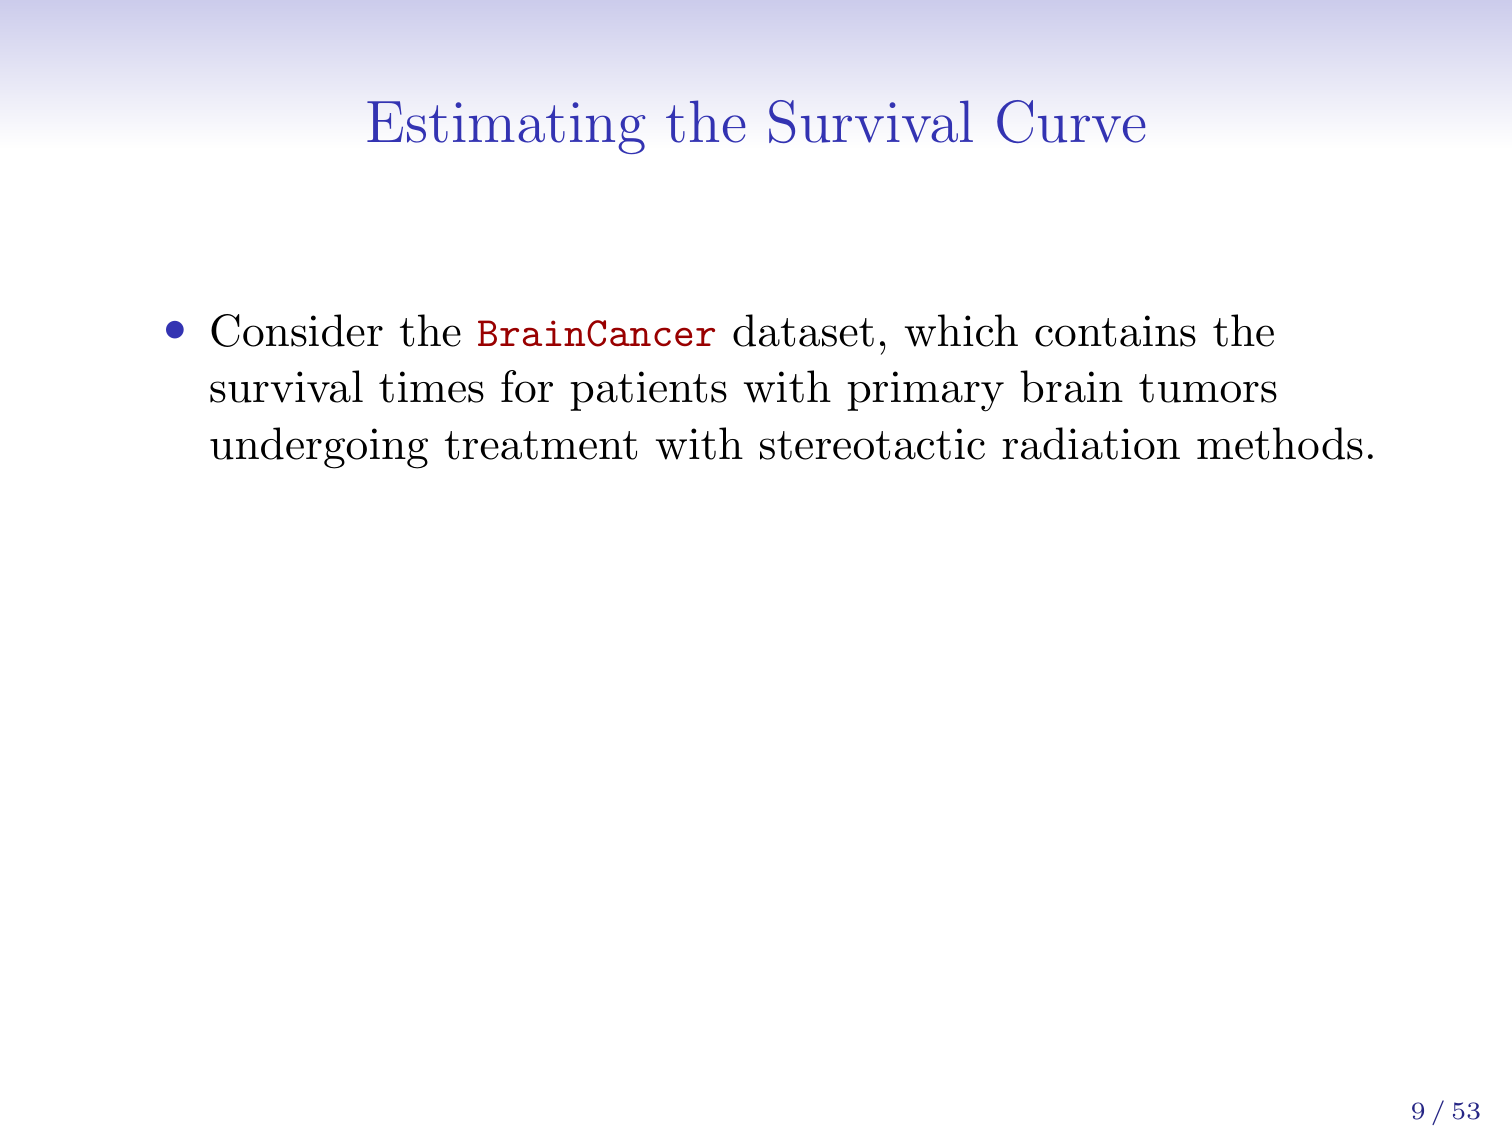 Estimating the Survival Curve
• Consider the BrainCancer dataset, which contains the
survival times for patients with primary brain tumors
undergoing treatment with stereotactic radiation methods.
9 / 53